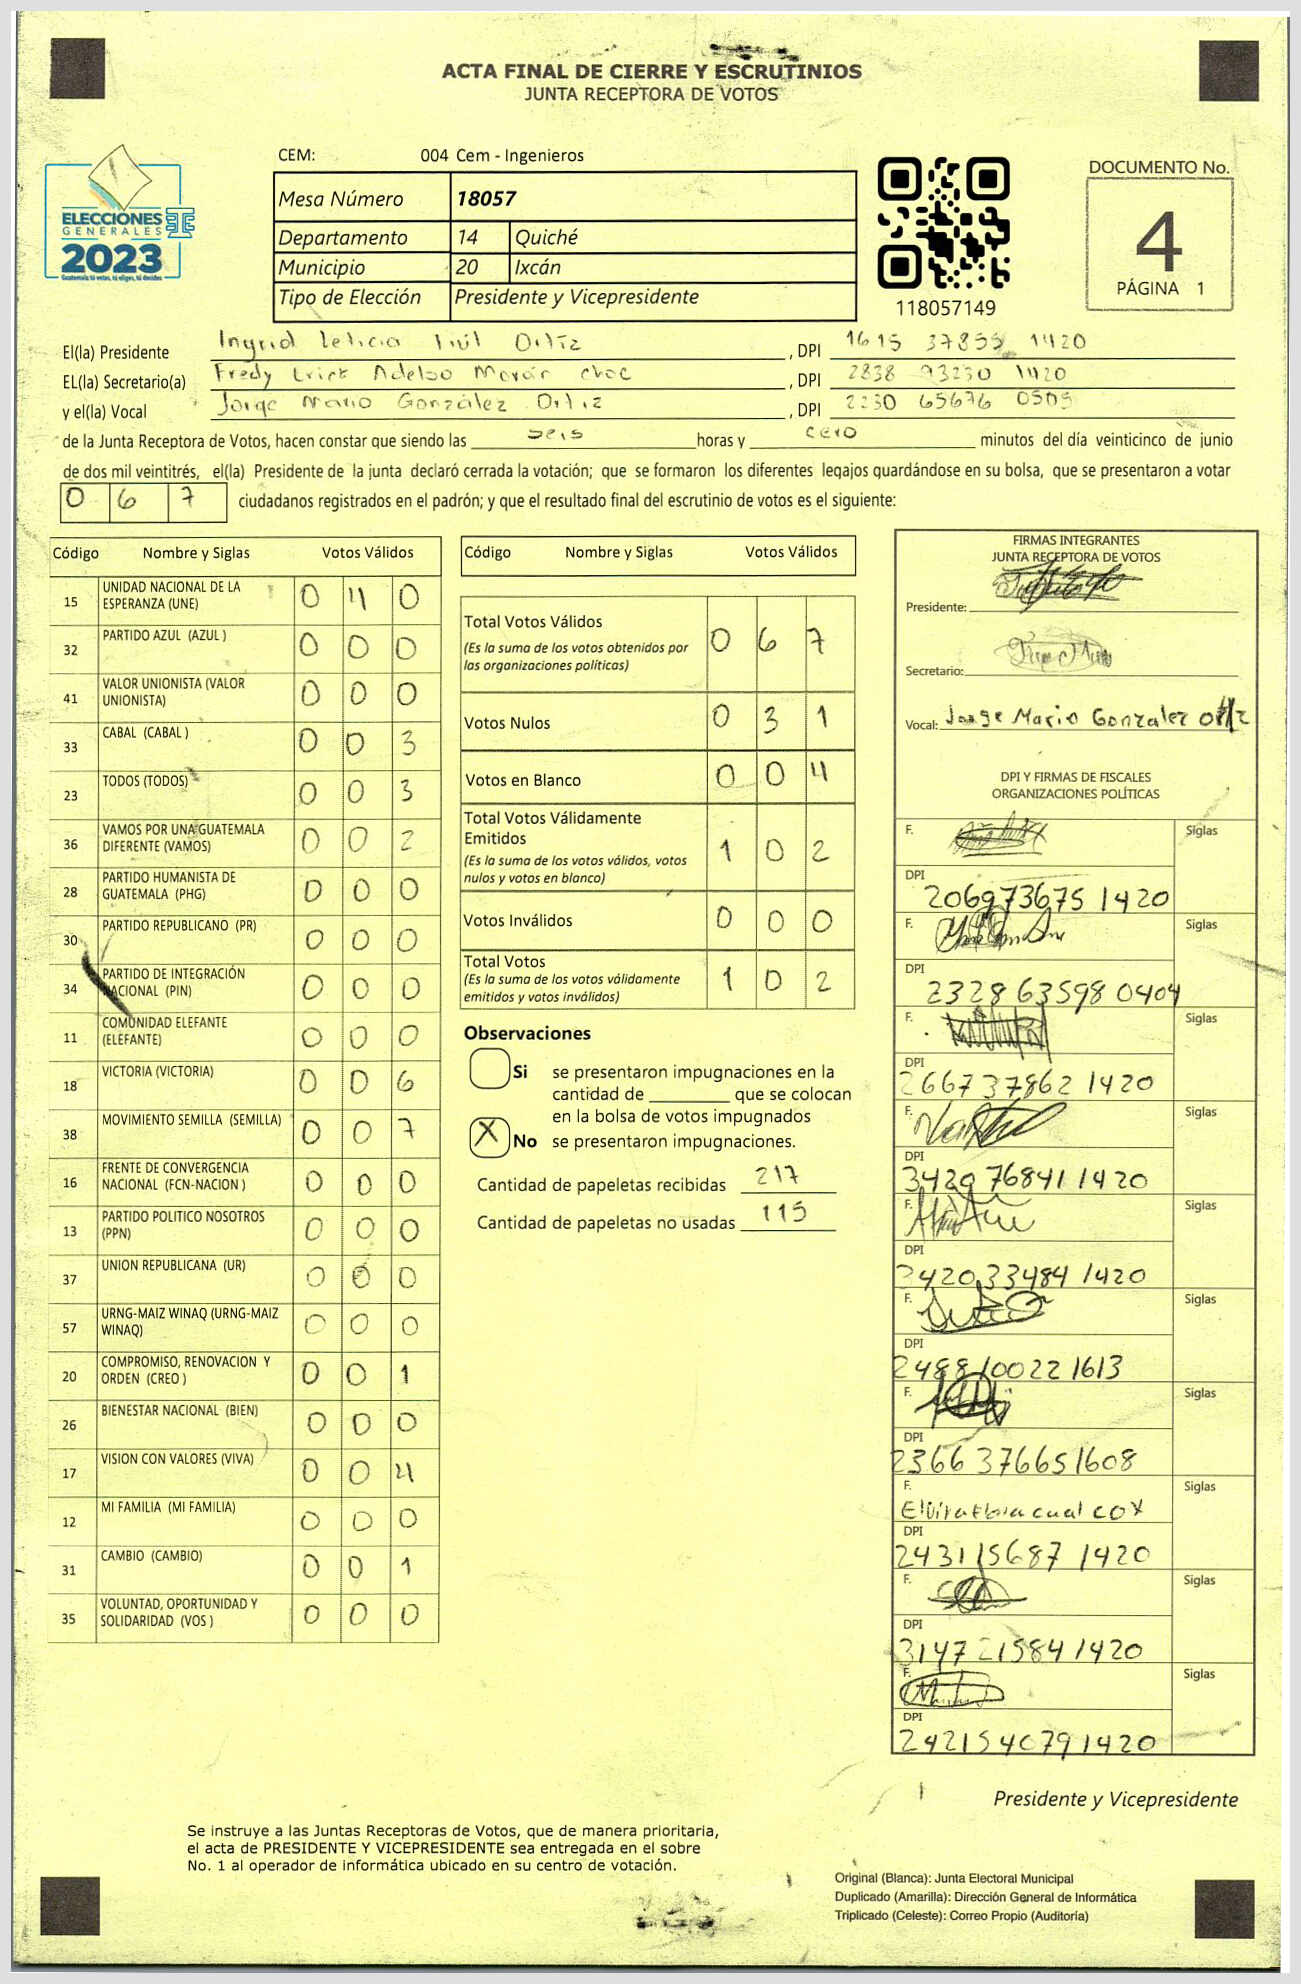 ACTA FINAL DE CIERRE Y ESCRUTINIOS
JUNTA RECEPTORA DE VOTOS
ELECCIONES
GENERALES
2023
Guatemala: tú votas, tú eliges, tú decides
CEM: 004 Cem - Ingenieros
Mesa Número 18057
Departamento 14 Quiché
Municipio 20 Ixcán
Tipo de Elección Presidente y Vicepresidente
118057149
DOCUMENTO No.
4
PÁGINA 1
El(la) Presidente Ingrid Leticia Ortiz , DPI 1615 37855 1420
EL(la) Secretario(a) Fredy Erick Adelso Morán Choc , DPI 2838 93230 1420
y el(la) Vocal Jorge Mario González Ortiz , DPI 2230 65676 0509
de la Junta Receptora de Votos, hacen constar que siendo las seis horas y cero minutos del día veinticinco de junio
de dos mil veintitrés, el(la) Presidente de la junta declaró cerrada la votación; que se formaron los diferentes legajos guardándose en su bolsa, que se presentaron a votar
0 6 7 ciudadanos registrados en el padrón; y que el resultado final del escrutinio de votos es el siguiente:
Código Nombre y Siglas Votos Válidos
15 UNIDAD NACIONAL DE LA ESPERANZA (UNE) 0 4 0
32 PARTIDO AZUL (AZUL ) 0 0 0
41 VALOR UNIONISTA (VALOR UNIONISTA) 0 0 0
33 CABAL (CABAL ) 0 0 3
23 TODOS (TODOS) 0 0 3
36 VAMOS POR UNA GUATEMALA DIFERENTE (VAMOS) 0 0 2
28 PARTIDO HUMANISTA DE GUATEMALA (PHG) 0 0 0
30 PARTIDO REPUBLICANO (PR) 0 0 0
34 PARTIDO DE INTEGRACIÓN NACIONAL (PIN) 0 0 0
11 COMUNIDAD ELEFANTE (ELEFANTE) 0 0 0
18 VICTORIA (VICTORIA) 0 0 6
38 MOVIMIENTO SEMILLA (SEMILLA) 0 0 7
16 FRENTE DE CONVERGENCIA NACIONAL (FCN-NACION ) 0 0 0
13 PARTIDO POLITICO NOSOTROS (PPN) 0 0 0
37 UNION REPUBLICANA (UR) 0 0 0
57 URNG-MAIZ WINAQ (URNG-MAIZ WINAQ) 0 0 0
20 COMPROMISO, RENOVACION Y ORDEN (CREO ) 0 0 1
26 BIENESTAR NACIONAL (BIEN) 0 0 0
17 VISION CON VALORES (VIVA) 0 0 4
12 MI FAMILIA (MI FAMILIA) 0 0 0
31 CAMBIO (CAMBIO) 0 0 1
35 VOLUNTAD, OPORTUNIDAD Y SOLIDARIDAD (VOS ) 0 0 0
Código Nombre y Siglas Votos Válidos
Total Votos Válidos 0 6 7
(Es la suma de los votos obtenidos por
las organizaciones políticas)
Votos Nulos 0 3 1
Votos en Blanco 0 0 4
Total Votos Válidamente
Emitidos 1 0 2
(Es la suma de los votos válidos, votos
nulos y votos en blanco)
Votos Inválidos 0 0 0
Total Votos 1 0 2
(Es la suma de los votos válidamente
emitidos y votos inválidos)
Observaciones
Si se presentaron impugnaciones en la
cantidad de ________ que se colocan
en la bolsa de votos impugnados
X No se presentaron impugnaciones.
Cantidad de papeletas recibidas 217
Cantidad de papeletas no usadas 115
FIRMAS INTEGRANTES
JUNTA RECEPTORA DE VOTOS
Presidente:
Secretario:
Vocal: Jorge Mario Gonzalez Ortiz
DPI Y FIRMAS DE FISCALES
ORGANIZACIONES POLÍTICAS
F. Siglas
DPI 206973675 1420
F. Siglas
DPI 2328 63598 0404
F. Siglas
DPI 2667 37862 1420
F. Siglas
DPI 3420 76841 1420
F. Siglas
DPI 3420 33484 1420
F. Siglas
DPI 2488 10022 1613
F. Siglas
DPI 2366 37665 1608
F. Siglas
DPI 2431 15687 1420
F. Siglas
DPI 3147 21584 1420
F. Siglas
DPI 2421540791420
Presidente y Vicepresidente
Se instruye a las Juntas Receptoras de Votos, que de manera prioritaria,
el acta de PRESIDENTE Y VICEPRESIDENTE sea entregada en el sobre
No. 1 al operador de informática ubicado en su centro de votación.
Original (Blanca): Junta Electoral Municipal
Duplicado (Amarilla): Dirección General de Informática
Triplicado (Celeste): Correo Propio (Auditoría)